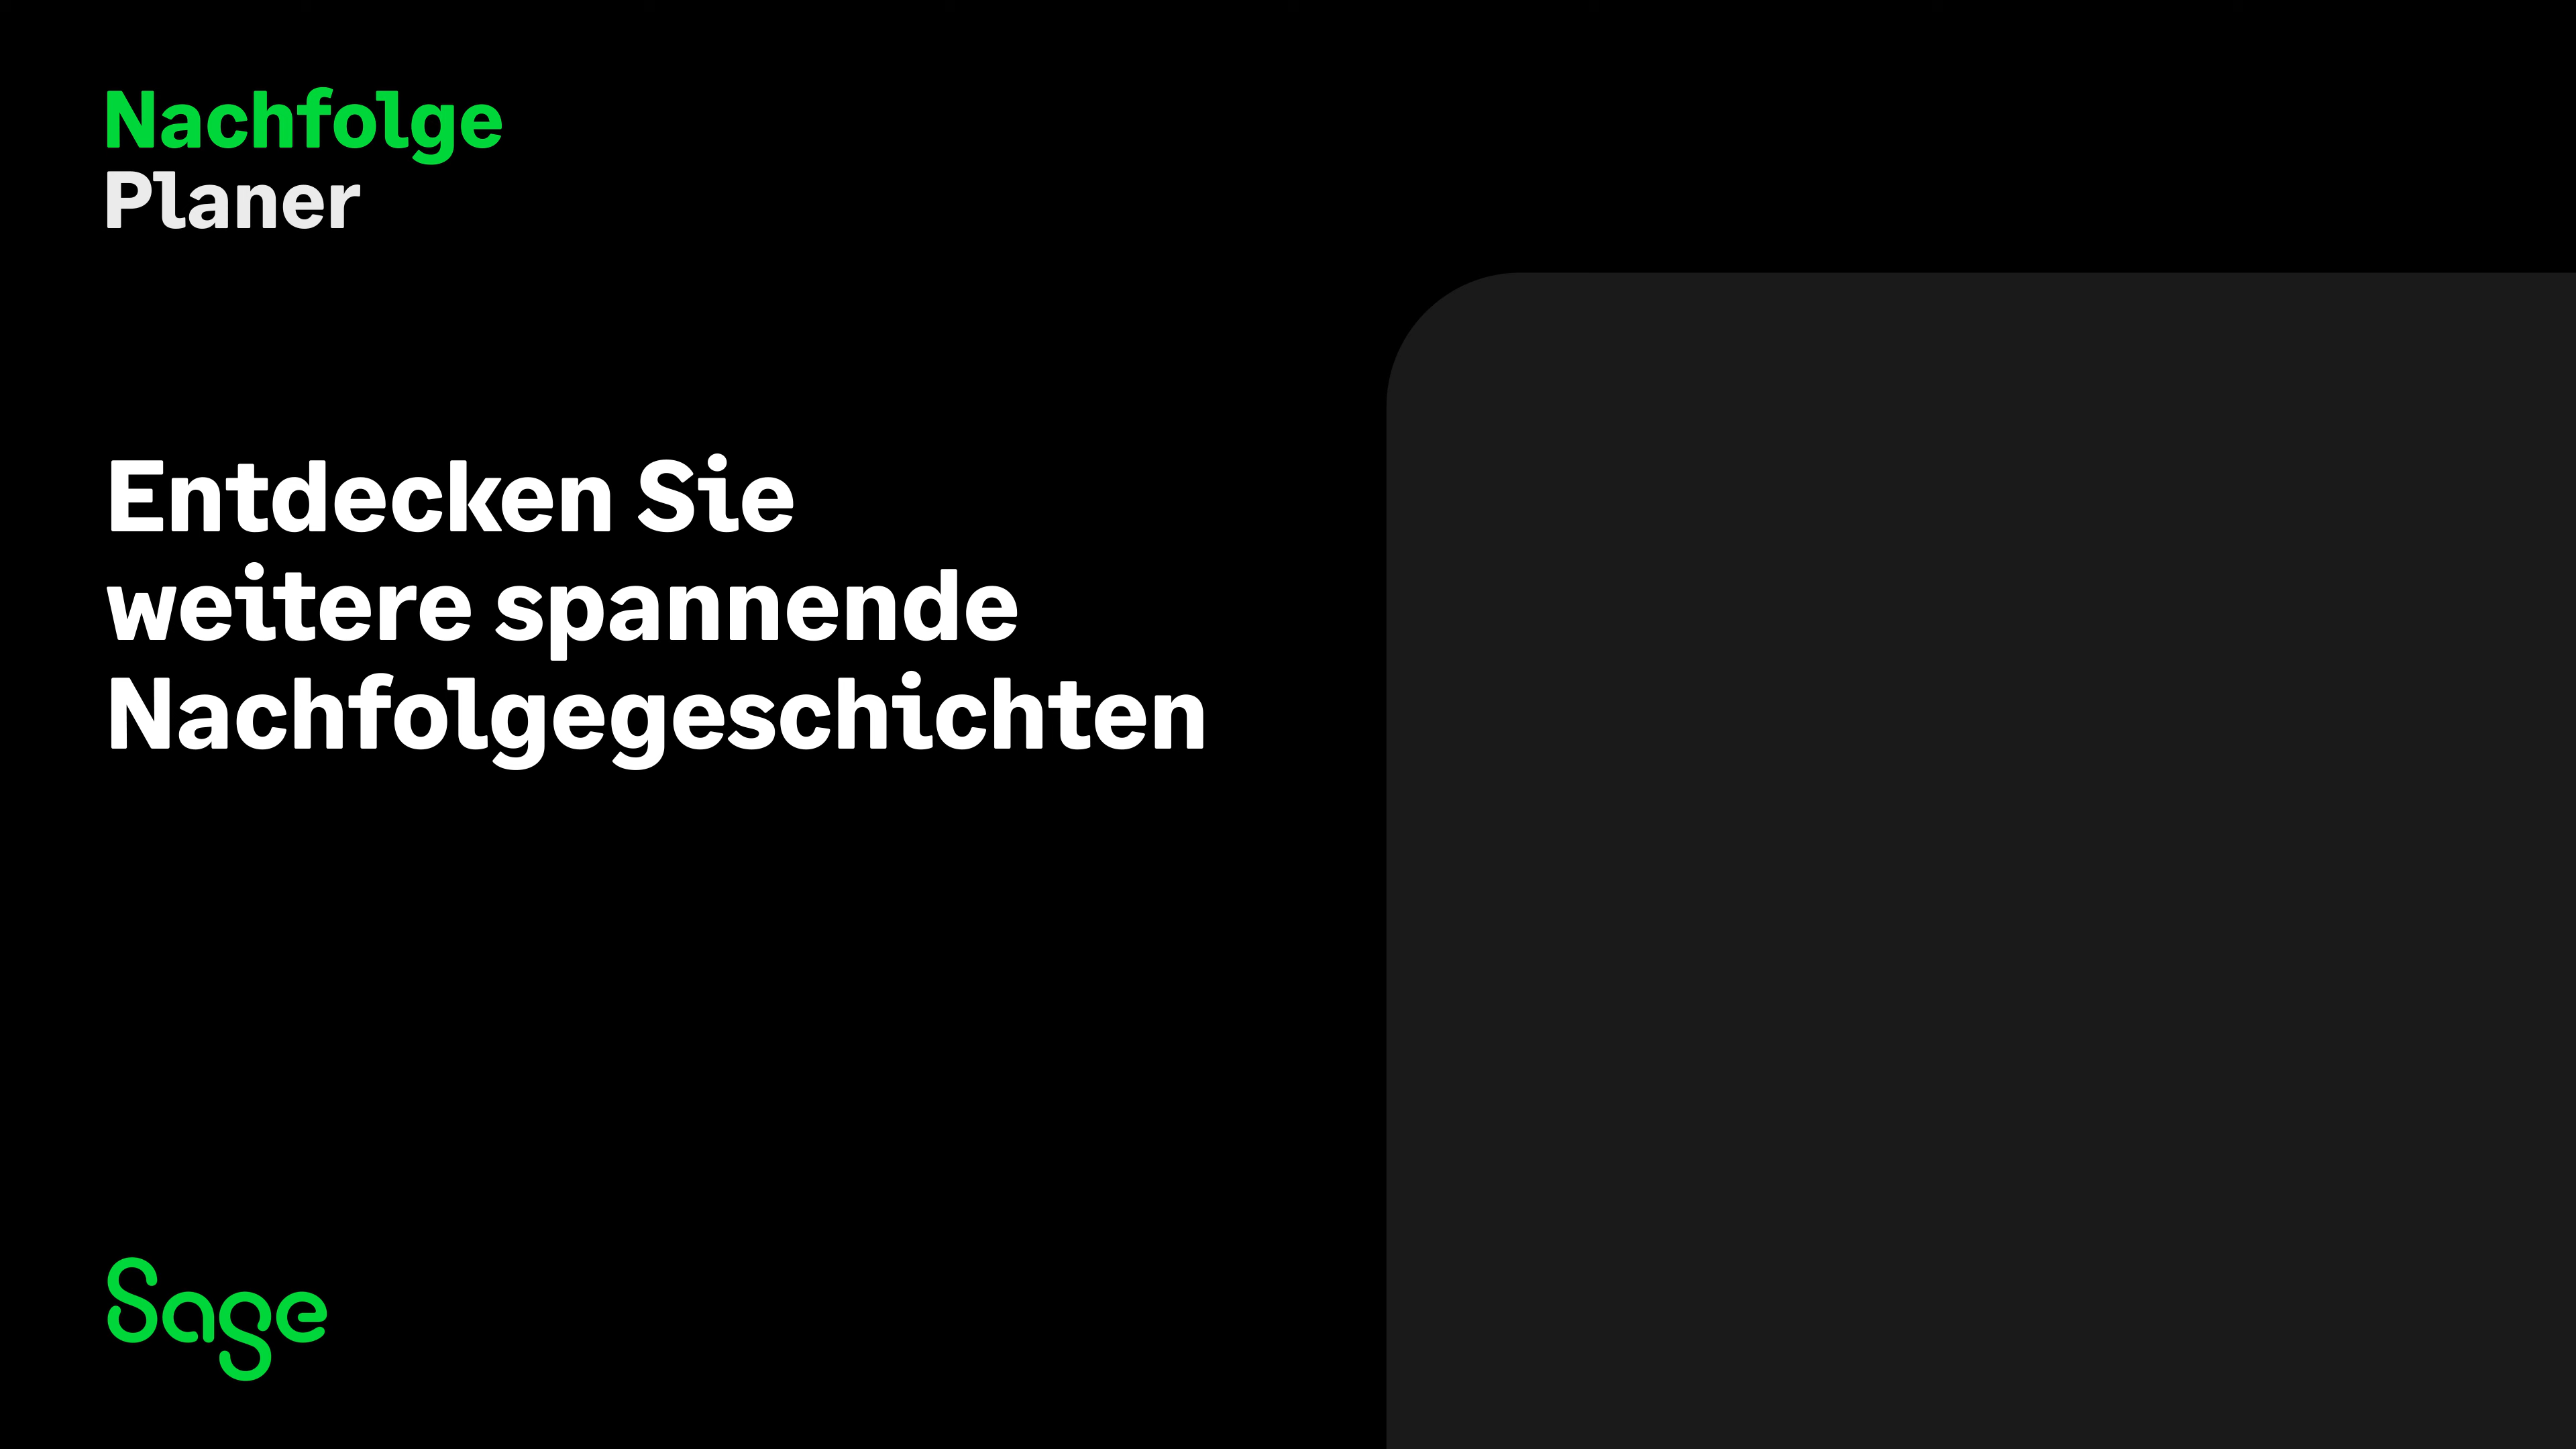 Nachfolge
Planer
Entdecken Sie
weitere spannende
Nachfolgegeschichten
Sage